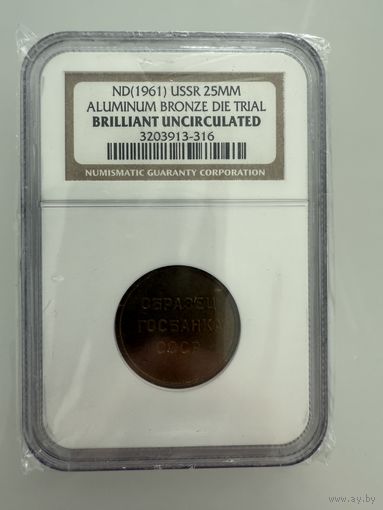 ND(1961) USSR 25MM
ALUMINUM BRONZE DIE TRIAL
BRILLIANT UNCIRCULATED
3203913-316
NUMISMATIC GUARANTY CORPORATION
ОБРАЗЕЦ
ГОСБАНКА
СССР
www.ay.by